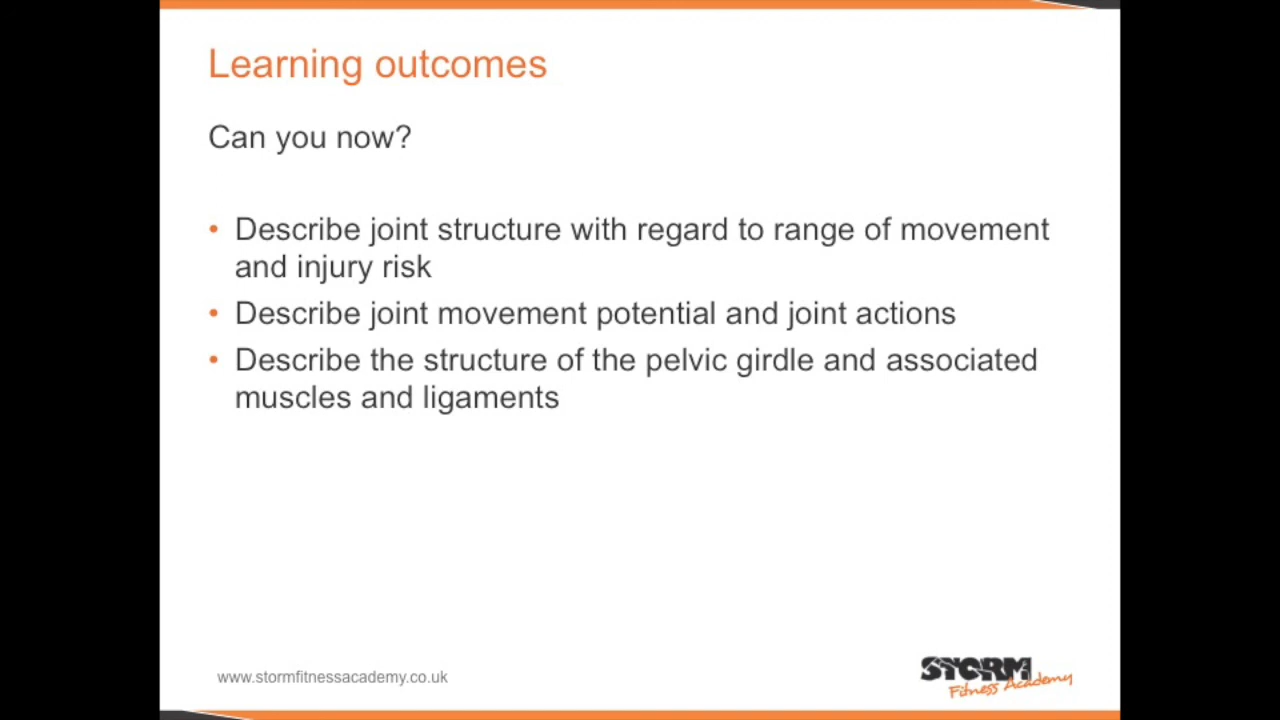 Learning outcomes
Can you now?
• Describe joint structure with regard to range of movement
and injury risk
• Describe joint movement potential and joint actions
• Describe the structure of the pelvic girdle and associated
muscles and ligaments
www.stormfitnessacademy.co.uk
STORM
Fitness Academy